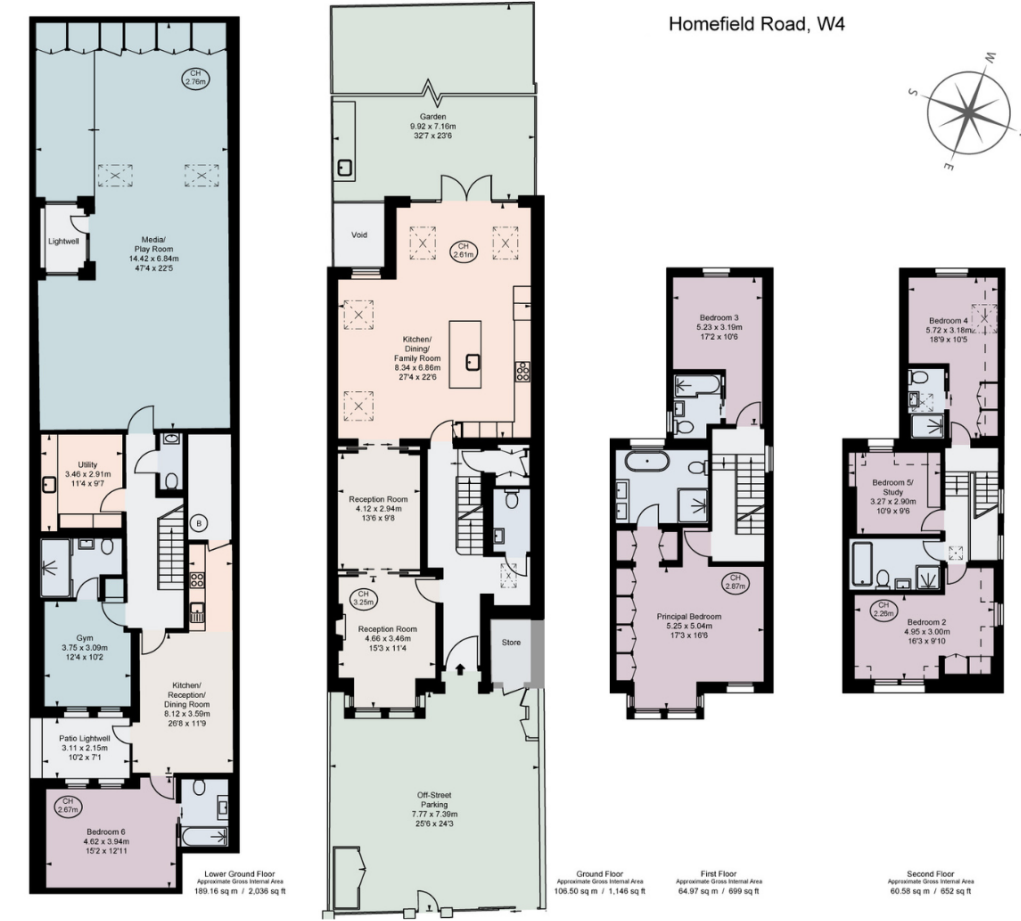 Homefield Road, W4
W
S
E
CH
2.76m
Lightwell
Media/
Play Room
14.42 x 6.84m
47'4 x 22'5
Utility
3.46 x 2.91m
11'4 x 9'7
B
Gym
3.75 x 3.09m
12'4 x 10'2
Kitchen/
Reception/
Dining Room
8.12 x 3.59m
26'8 x 11'9
Patio Lightwell
3.11 x 2.15m
10'2 x 7'1
CH
2.67m
Bedroom 6
4.62 x 3.94m
15'2 x 12'11
Lower Ground Floor
Approximate Gross Internal Area
189.16 sq m / 2,036 sq ft
Garden
9.92 x 7.16m
32'7 x 23'6
Void
CH
2.61m
Kitchen/
Dining/
Family Room
8.34 x 6.86m
27'4 x 22'6
Reception Room
4.12 x 2.94m
13'6 x 9'8
CH
3.25m
Reception Room
4.66 x 3.46m
15'3 x 11'4
Store
Off-Street
Parking
7.77 x 7.39m
25'6 x 24'3
Ground Floor
Approximate Gross Internal Area
106.50 sq m / 1,146 sq ft
Bedroom 3
5.23 x 3.19m
17'2 x 10'6
CH
2.87m
Principal Bedroom
5.25 x 5.04m
17'3 x 16'6
First Floor
Approximate Gross Internal Area
64.97 sq m / 699 sq ft
Bedroom 4
5.72 x 3.18m
18'9 x 10'5
Bedroom 5/
Study
3.27 x 2.90m
10'9 x 9'6
CH
2.28m
Bedroom 2
4.95 x 3.00m
16'3 x 9'10
Second Floor
Approximate Gross Internal Area
60.58 sq m / 652 sq ft